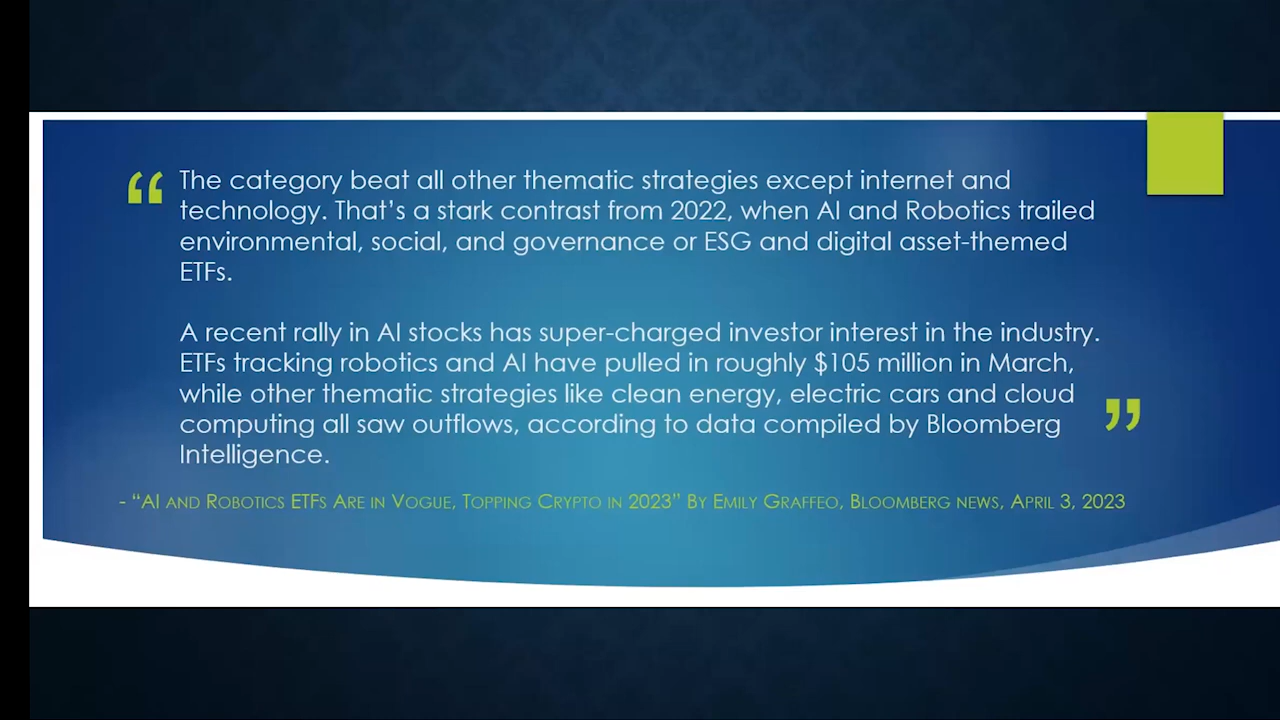 “ The category beat all other thematic strategies except internet and
technology. That’s a stark contrast from 2022, when AI and Robotics trailed
environmental, social, and governance or ESG and digital asset-themed
ETFs.
A recent rally in AI stocks has super-charged investor interest in the industry.
ETFs tracking robotics and AI have pulled in roughly $105 million in March,
while other thematic strategies like clean energy, electric cars and cloud
computing all saw outflows, according to data compiled by Bloomberg ”
Intelligence.
- “AI and Robotics ETFs Are in Vogue, Topping Crypto in 2023” By Emily Graffeo, Bloomberg news, April 3, 2023